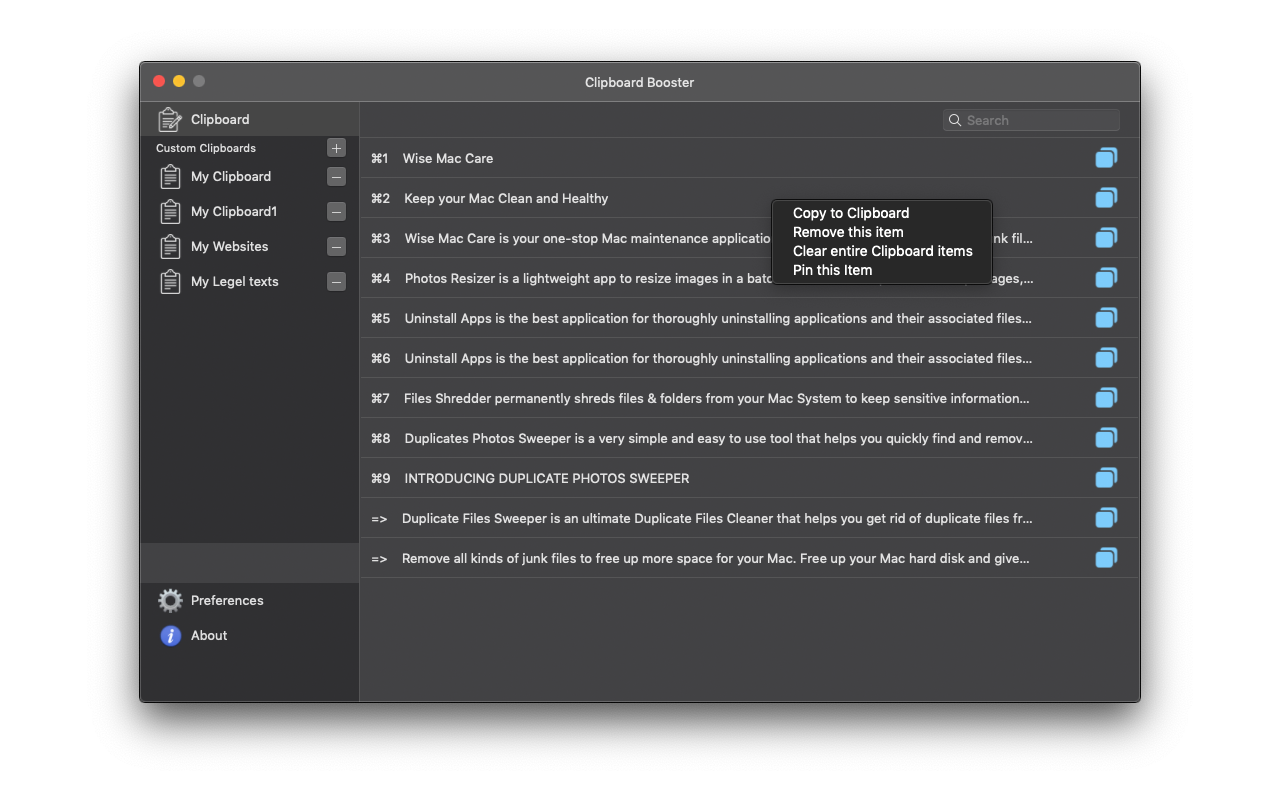 Clipboard Booster
Clipboard
Search
Custom Clipboards
My Clipboard
My Clipboard1
My Websites
My Legel texts
Preferences
About
⌘1 Wise Mac Care
⌘2 Keep your Mac Clean and Healthy
⌘3 Wise Mac Care is your one-stop Mac maintenance applicatio nk fil...
⌘4 Photos Resizer is a lightweight app to resize images in a batc ages,...
⌘5 Uninstall Apps is the best application for thoroughly uninstalling applications and their associated files...
⌘6 Uninstall Apps is the best application for thoroughly uninstalling applications and their associated files...
⌘7 Files Shredder permanently shreds files & folders from your Mac System to keep sensitive information...
⌘8 Duplicates Photos Sweeper is a very simple and easy to use tool that helps you quickly find and remov...
⌘9 INTRODUCING DUPLICATE PHOTOS SWEEPER
=> Duplicate Files Sweeper is an ultimate Duplicate Files Cleaner that helps you get rid of duplicate files fr...
=> Remove all kinds of junk files to free up more space for your Mac. Free up your Mac hard disk and give...
Copy to Clipboard
Remove this item
Clear entire Clipboard items
Pin this Item